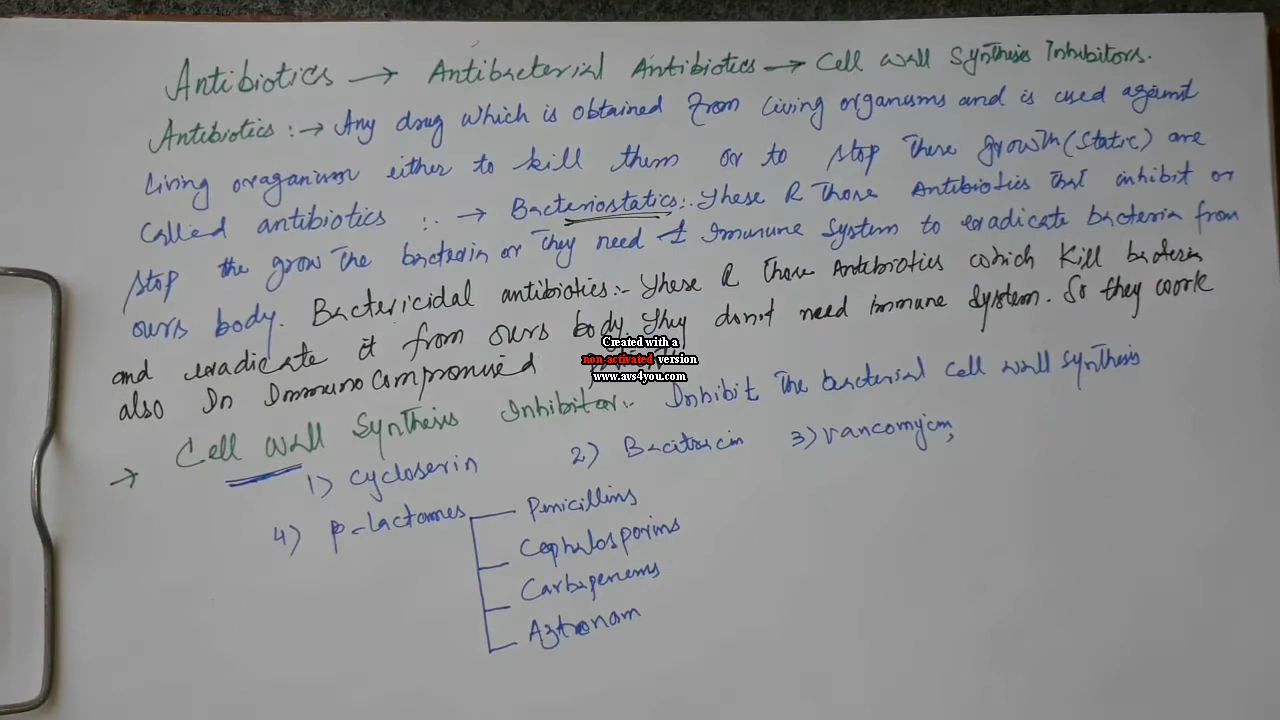 Antibiotics → Antibacterial Antibiotics → Cell wall Synthesis Inhibitors.
Antibiotics :→ Any drug which is obtained from living organisms and is used against
living oraganism either to kill them or to stop there growth (static) are
called antibiotics :. → Bacteriostatics:. These R those Antibiotics that inhibit or
stop the grow the bacteria or they need I immune system to eradicate bacteria from
ours body. Bactericidal antibiotics:- These R those Antibiotics which kill bacteria
and eradicate it from ours body. They donot need immune system. So they work
also In Immuno Compromised
Created with a
non-activated version
www.avs4you.com
→ Cell wall Synthesis Inhibitor:. Inhibit the bacterial cell wall synthesis
1) Cycloserin 2) Bacitracin 3) Vancomycin,
4) β-Lactames
Penicillins
Cephalosporins
Carbapenems
Aztronam